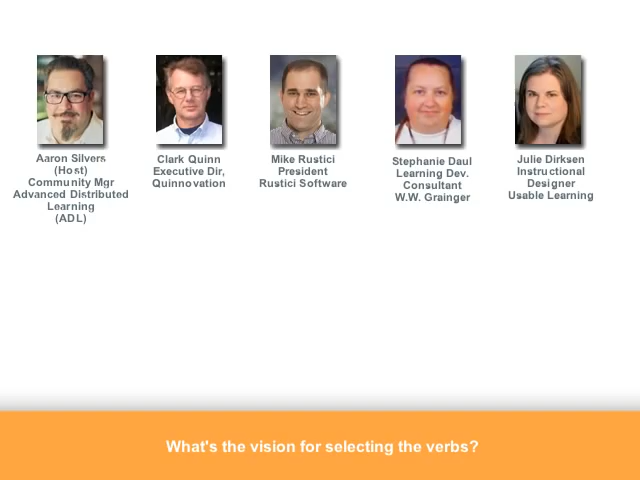 Aaron Silvers
(Host)
Community Mgr
Advanced Distributed
Learning
(ADL)
Clark Quinn
Executive Dir,
Quinnovation
Mike Rustici
President
Rustici Software
Stephanie Daul
Learning Dev.
Consultant
W.W. Grainger
Julie Dirksen
Instructional
Designer
Usable Learning
What's the vision for selecting the verbs?